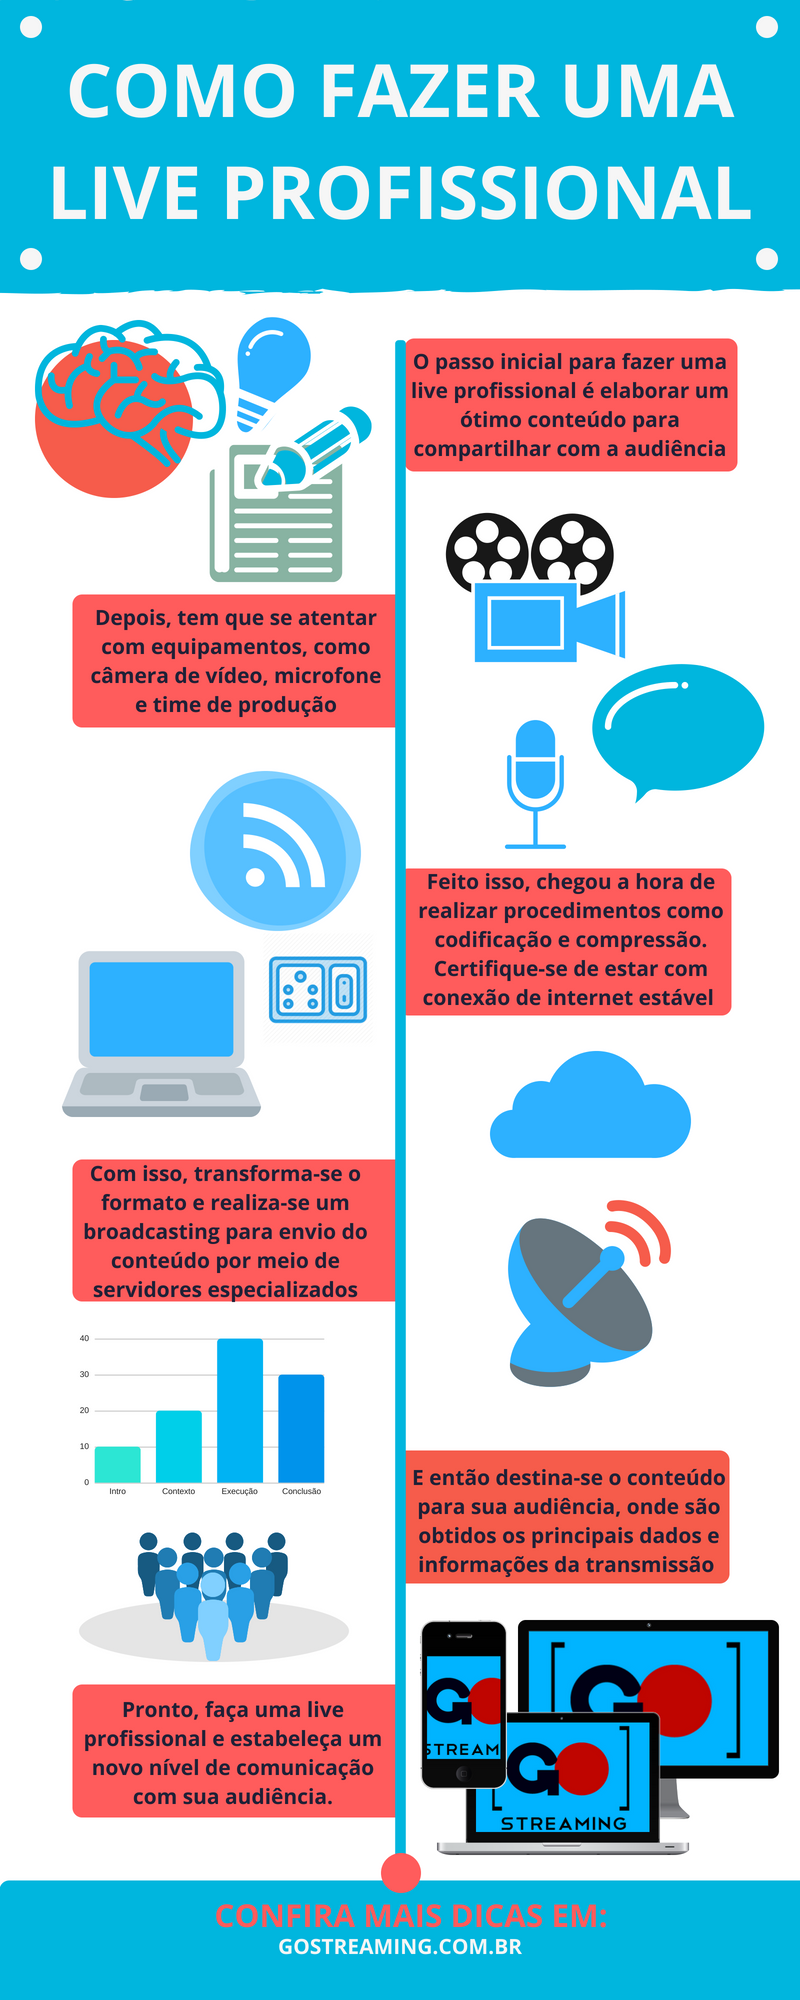 COMO FAZER UMA
LIVE PROFISSIONAL
O passo inicial para fazer uma
live profissional é elaborar um
ótimo conteúdo para
compartilhar com a audiência
Depois, tem que se atentar
com equipamentos, como
câmera de vídeo, microfone
e time de produção
Feito isso, chegou a hora de
realizar procedimentos como
codificação e compressão.
Certifique-se de estar com
conexão de internet estável
Com isso, transforma-se o
formato e realiza-se um
broadcasting para envio do
conteúdo por meio de
servidores especializados
40
30
20
10
0
Intro Contexto Execução Conclusão
E então destina-se o conteúdo
para sua audiência, onde são
obtidos os principais dados e
informações da transmissão
GO
STREAM
GO
GO
STREAMING
Pronto, faça uma live
profissional e estabeleça um
novo nível de comunicação
com sua audiência.
CONFIRA MAIS DICAS EM:
GOSTREAMING.COM.BR